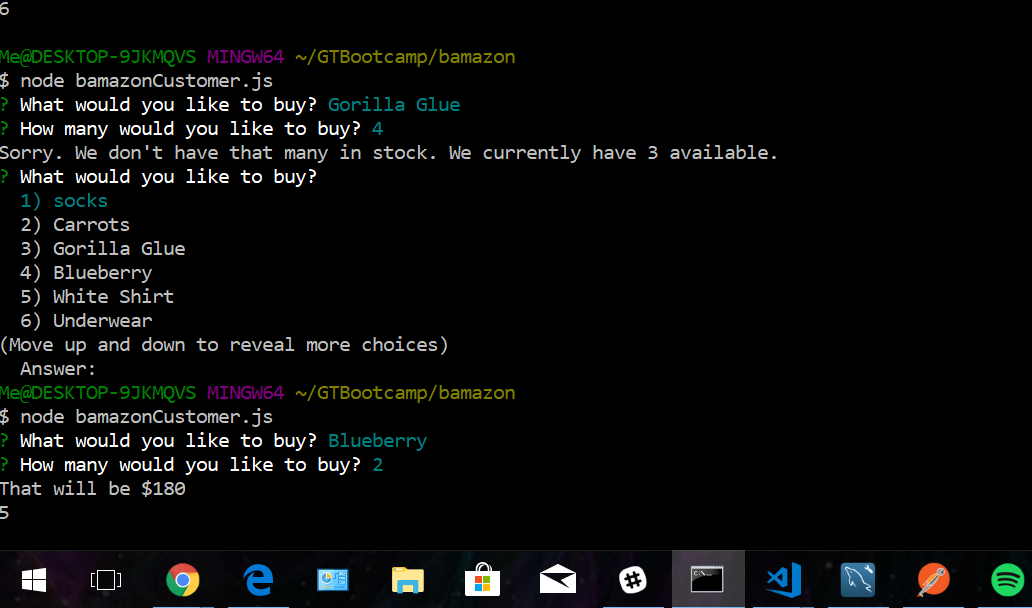 6
Me@DESKTOP-9JKMQVS MINGW64 ~/GTBootcamp/bamazon
$ node bamazonCustomer.js
? What would you like to buy? Gorilla Glue
? How many would you like to buy? 4
Sorry. We don't have that many in stock. We currently have 3 available.
? What would you like to buy?
1) socks
2) Carrots
3) Gorilla Glue
4) Blueberry
5) White Shirt
6) Underwear
(Move up and down to reveal more choices)
Answer:
Me@DESKTOP-9JKMQVS MINGW64 ~/GTBootcamp/bamazon
$ node bamazonCustomer.js
? What would you like to buy? Blueberry
? How many would you like to buy? 2
That will be $180
5